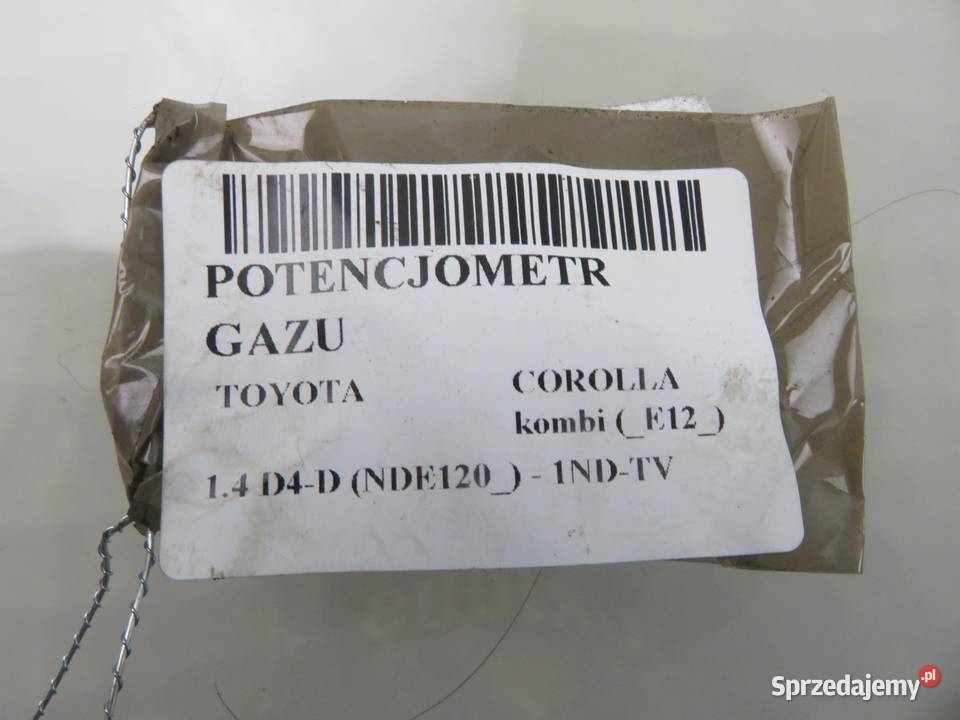 POTENCJOMETR
GAZU
TOYOTA COROLLA
kombi (_E12_)
1.4 D4-D (NDE120_) - 1ND-TV
Sprzedajemy.pl